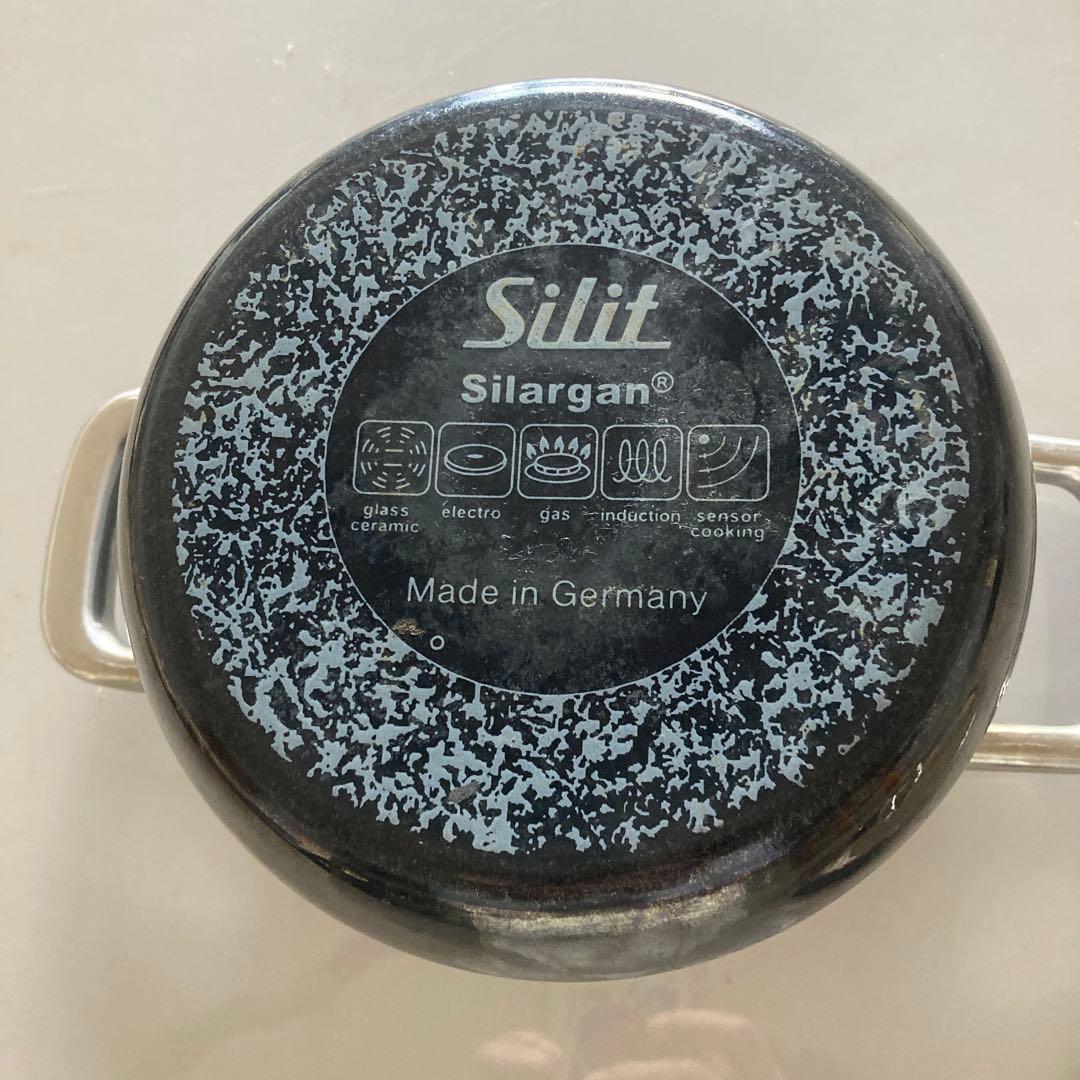 Silit
Silargan®
glass ceramic
electro
gas
induction
sensor cooking
Made in Germany